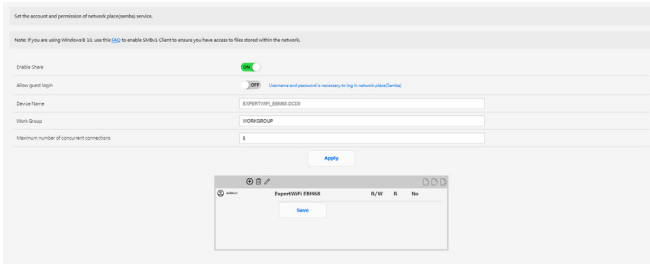 Set the account and permission of network place(samba) service.
Note: If you are using Windows® 10, use this FAQ to enable SMBv1 Client to ensure you have access to files stored within the network.
Enable Share ON
Allow guest login OFF Username and password is necessary to log in network place(Samba)
Device Name
Work Group WORKGROUP
Maximum number of concurrent connections
Apply
ExpertWiFi EBM68 R/W R No
Save